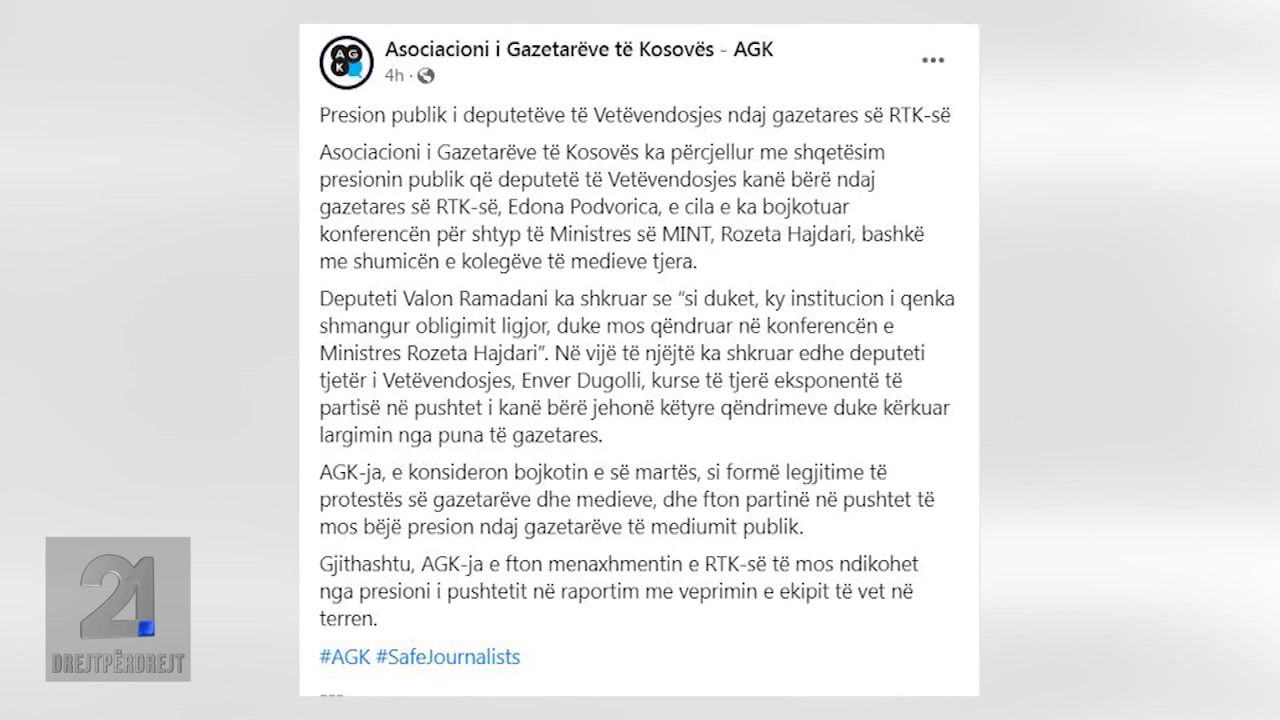 Asociacioni i Gazetarëve të Kosovës - AGK
4h ·
AGK
Presion publik i deputetëve të Vetëvendosjes ndaj gazetares së RTK-së
Asociacioni i Gazetarëve të Kosovës ka përcjellur me shqetësim
presionin publik që deputetë të Vetëvendosjes kanë bërë ndaj
gazetares së RTK-së, Edona Podvorica, e cila e ka bojkotuar
konferencën për shtyp të Ministres së MINT, Rozeta Hajdari, bashkë
me shumicën e kolegëve të medieve tjera.
Deputeti Valon Ramadani ka shkruar se “si duket, ky institucion i qenka
shmangur obligimit ligjor, duke mos qëndruar në konferencën e
Ministres Rozeta Hajdari”. Në vijë të njëjtë ka shkruar edhe deputeti
tjetër i Vetëvendosjes, Enver Dugolli, kurse të tjerë eksponentë të
partisë në pushtet i kanë bërë jehonë këtyre qëndrimeve duke kërkuar
largimin nga puna të gazetares.
AGK-ja, e konsideron bojkotin e së martës, si formë legjitime të
protestës së gazetarëve dhe medieve, dhe fton partinë në pushtet të
mos bëjë presion ndaj gazetarëve të mediumit publik.
Gjithashtu, AGK-ja e fton menaxhmentin e RTK-së të mos ndikohet
nga presioni i pushtetit në raportim me veprimin e ekipit të vet në
terren.
#AGK #SafeJournalists
21
DREJTPËRDREJT